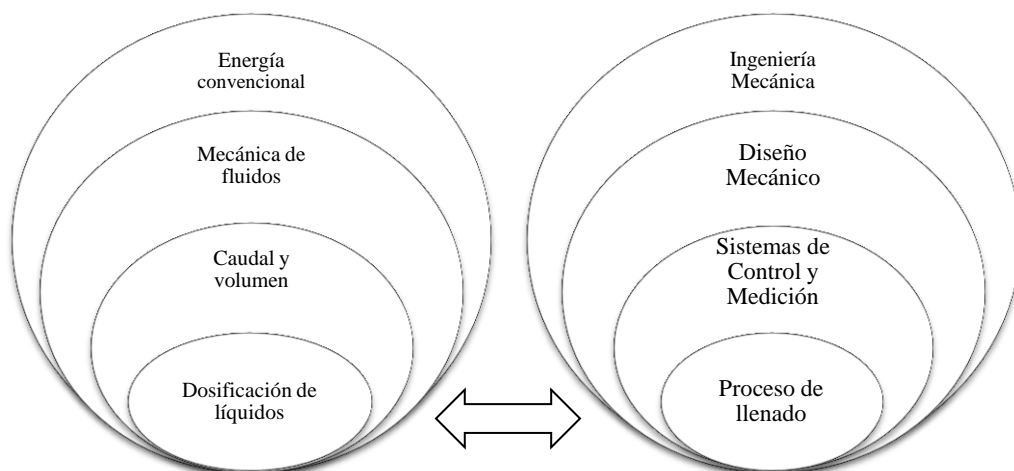 Energía
convencional
Mecánica de
fluidos
Caudal y
volumen
Dosificación de
líquidos
Ingeniería
Mecánica
Diseño
Mecánico
Sistemas de
Control y
Medición
Proceso de
llenado